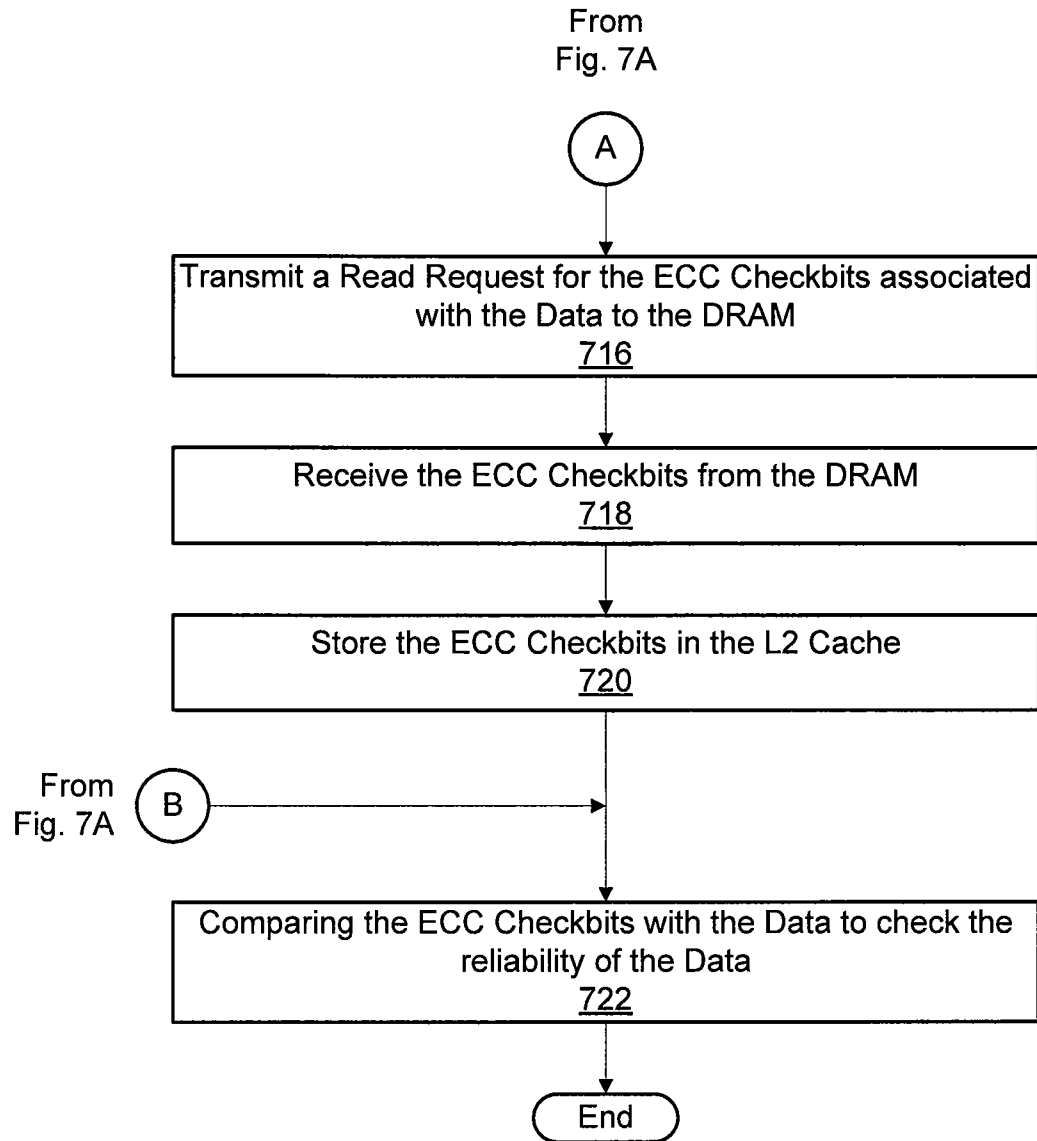 From
Fig. 7A
A
Transmit a Read Request for the ECC Checkbits associated
with the Data to the DRAM
716
Receive the ECC Checkbits from the DRAM
718
Store the ECC Checkbits in the L2 Cache
720
From
Fig. 7A
B
Comparing the ECC Checkbits with the Data to check the
reliability of the Data
722
End